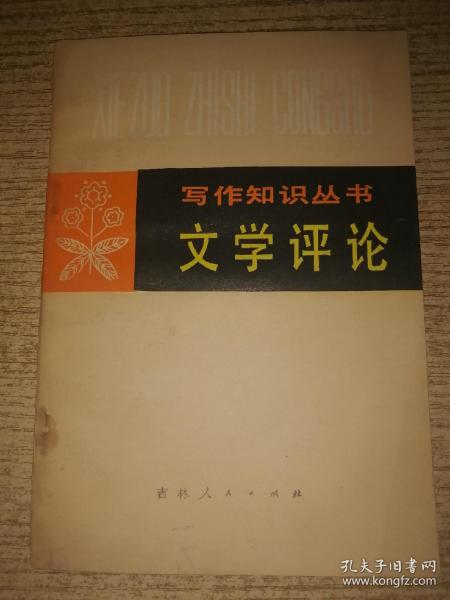 XIEZUO ZHISHI CONGSHU
写作知识丛书
文学评论
吉林人民出版社
孔夫子旧书网
www.kongfz.com